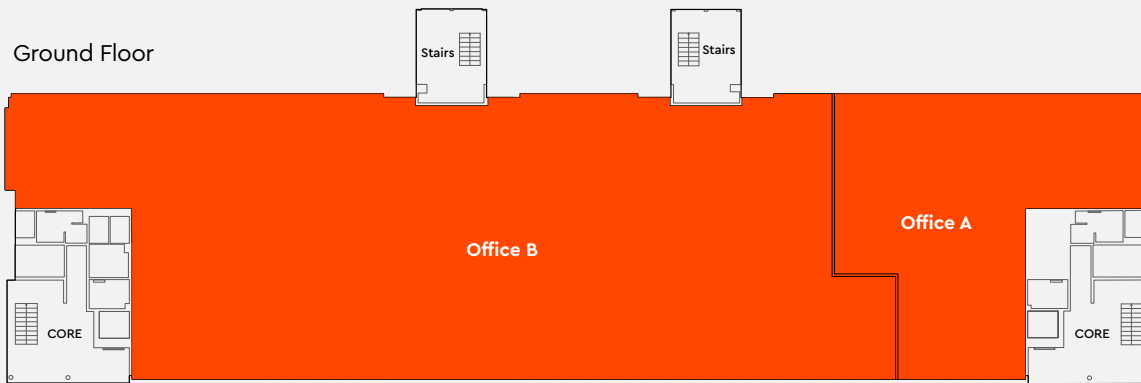 Ground Floor
Stairs
Stairs
Office A
Office B
CORE
CORE